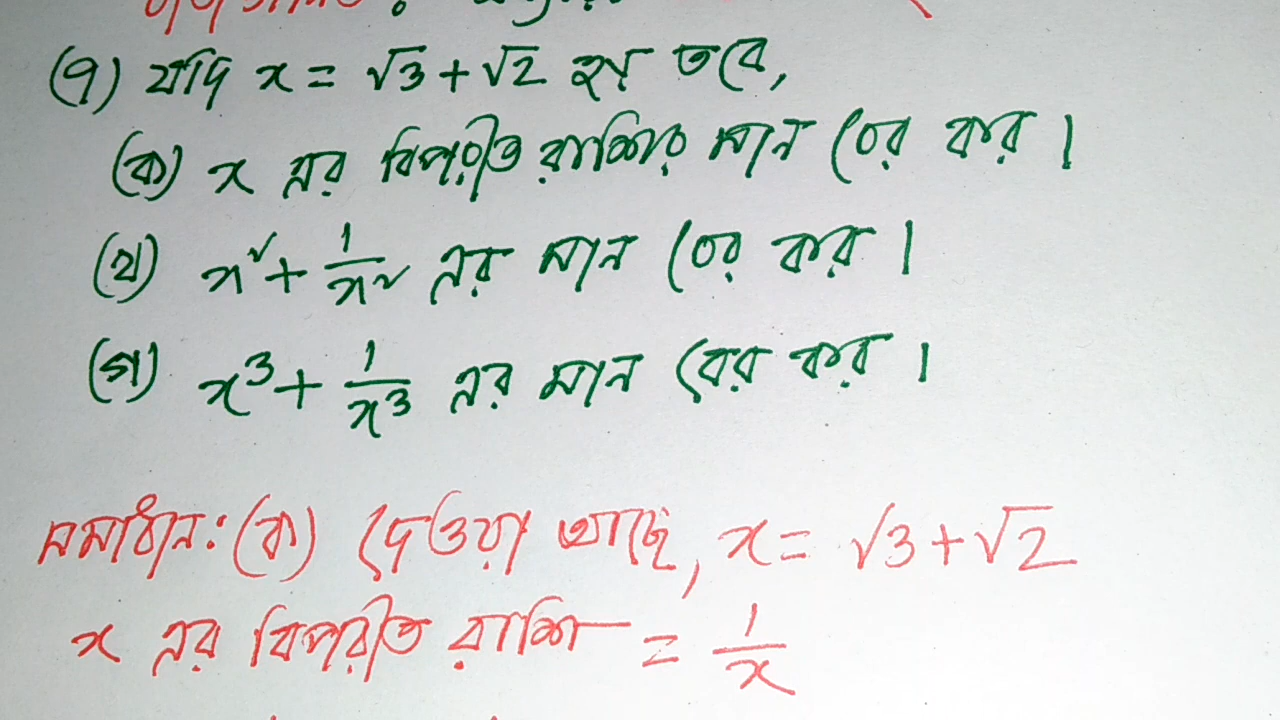 (৭) যদি x = √3 + √2 হয় তবে,
(ক) x এর বিপরীত রাশির মান বের কর ।
(খ) x² + 1/x² এর মান বের কর ।
(গ) x³ + 1/x³ এর মান বের কর ।
সমাধান: (ক) দেওয়া আছে, x = √3 + √2
x এর বিপরীত রাশি = 1/x